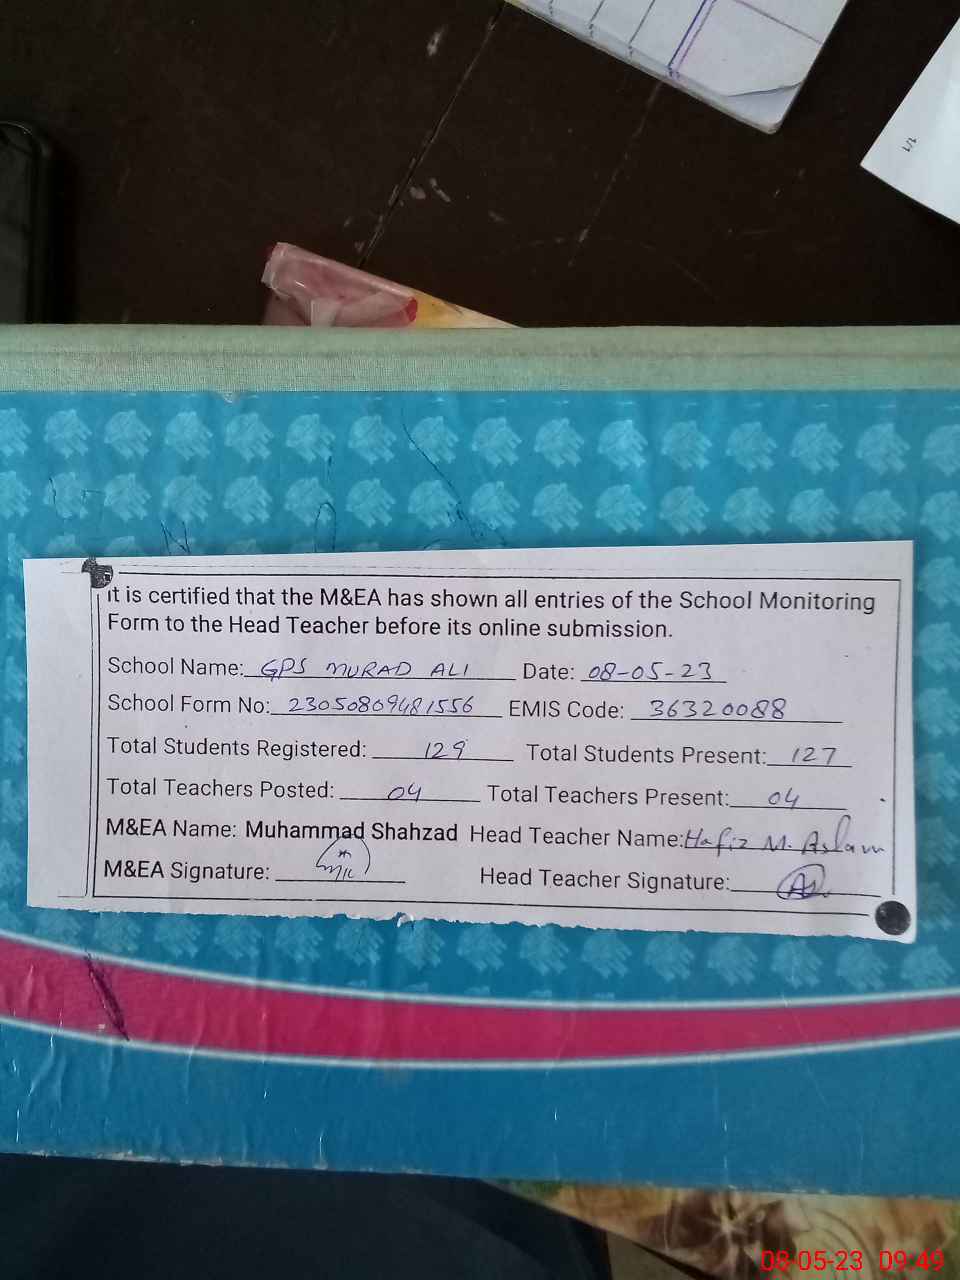 1/1
it is certified that the M&EA has shown all entries of the School Monitoring
Form to the Head Teacher before its online submission.
School Name: GPS MURAD ALI Date: 08-05-23
School Form No: 23050809481556 EMIS Code: 36320088
Total Students Registered: 129 Total Students Present: 127
Total Teachers Posted: 04 Total Teachers Present: 04
M&EA Name: Muhammad Shahzad Head Teacher Name: Hafiz M. Aslam
M&EA Signature: Head Teacher Signature:
08-05-23 09:49